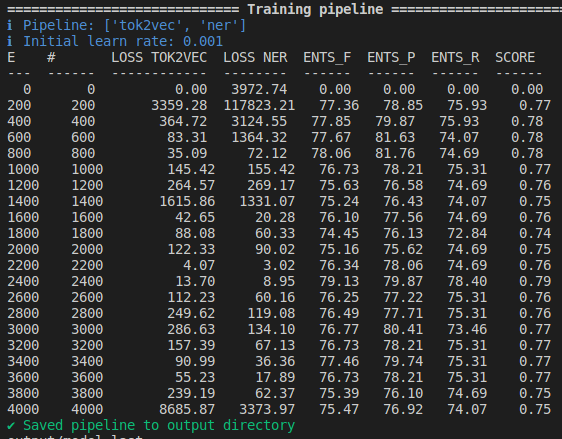 ============================= Training pipeline =====================
ℹ Pipeline: ['tok2vec', 'ner']
ℹ Initial learn rate: 0.001
E # LOSS TOK2VEC LOSS NER ENTS_F ENTS_P ENTS_R SCORE
--- ------ ------------ -------- ------ ------ ------ ------
0 0 0.00 3972.74 0.00 0.00 0.00 0.00
200 200 3359.28 117823.21 77.36 78.85 75.93 0.77
400 400 364.72 3124.55 77.85 79.87 75.93 0.78
600 600 83.31 1364.32 77.67 81.63 74.07 0.78
800 800 35.09 72.12 78.06 81.76 74.69 0.78
1000 1000 145.42 155.42 76.73 78.21 75.31 0.77
1200 1200 264.57 269.17 75.63 76.58 74.69 0.76
1400 1400 1615.86 1331.07 75.24 76.43 74.07 0.75
1600 1600 42.65 20.28 76.10 77.56 74.69 0.76
1800 1800 88.08 60.33 74.45 76.13 72.84 0.74
2000 2000 122.33 90.02 75.16 75.62 74.69 0.75
2200 2200 4.07 3.02 76.34 78.06 74.69 0.76
2400 2400 13.70 8.95 79.13 79.87 78.40 0.79
2600 2600 112.23 60.16 76.25 77.22 75.31 0.76
2800 2800 249.62 119.08 76.49 77.71 75.31 0.76
3000 3000 286.63 134.10 76.77 80.41 73.46 0.77
3200 3200 157.39 67.13 76.73 78.21 75.31 0.77
3400 3400 90.99 36.36 77.46 79.74 75.31 0.77
3600 3600 55.23 17.89 76.73 78.21 75.31 0.77
3800 3800 239.19 62.37 75.39 76.10 74.69 0.75
4000 4000 8685.87 3373.97 75.47 76.92 74.07 0.75
✔ Saved pipeline to output directory
output/model-last